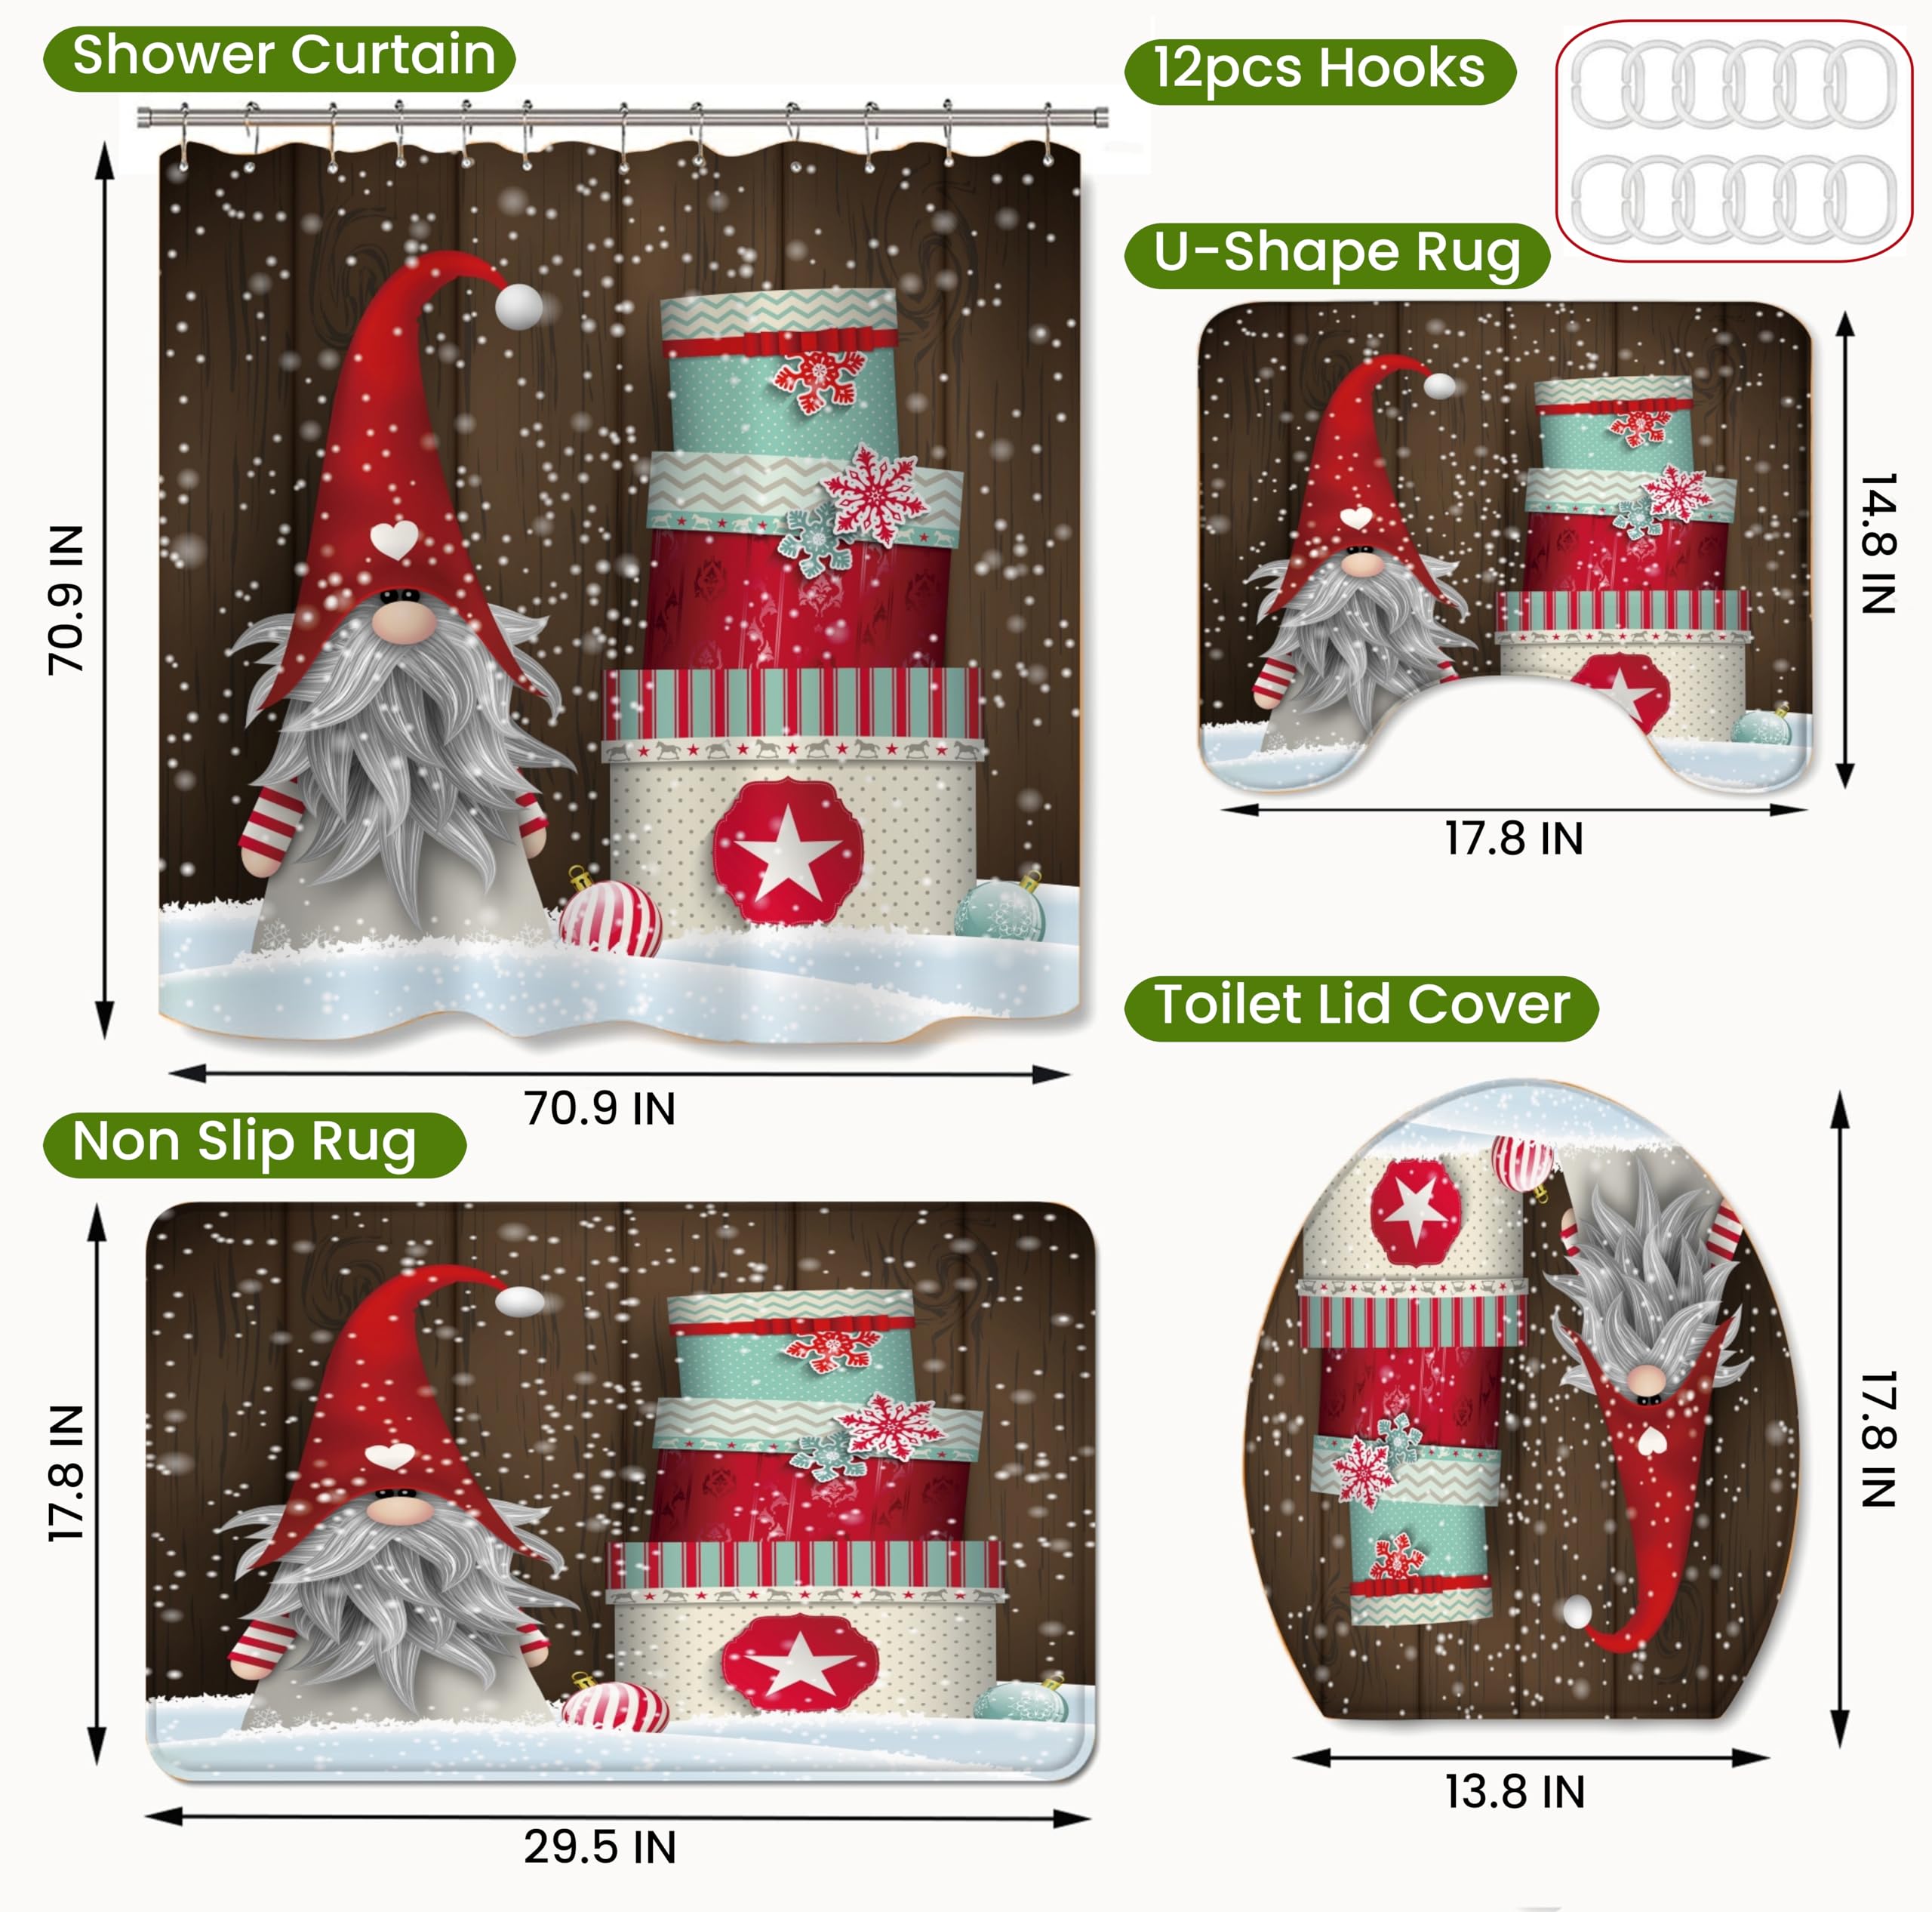 Shower Curtain
70.9 IN
70.9 IN
12pcs Hooks
U-Shape Rug
14.8 IN
17.8 IN
Non Slip Rug
17.8 IN
29.5 IN
Toilet Lid Cover
17.8 IN
13.8 IN